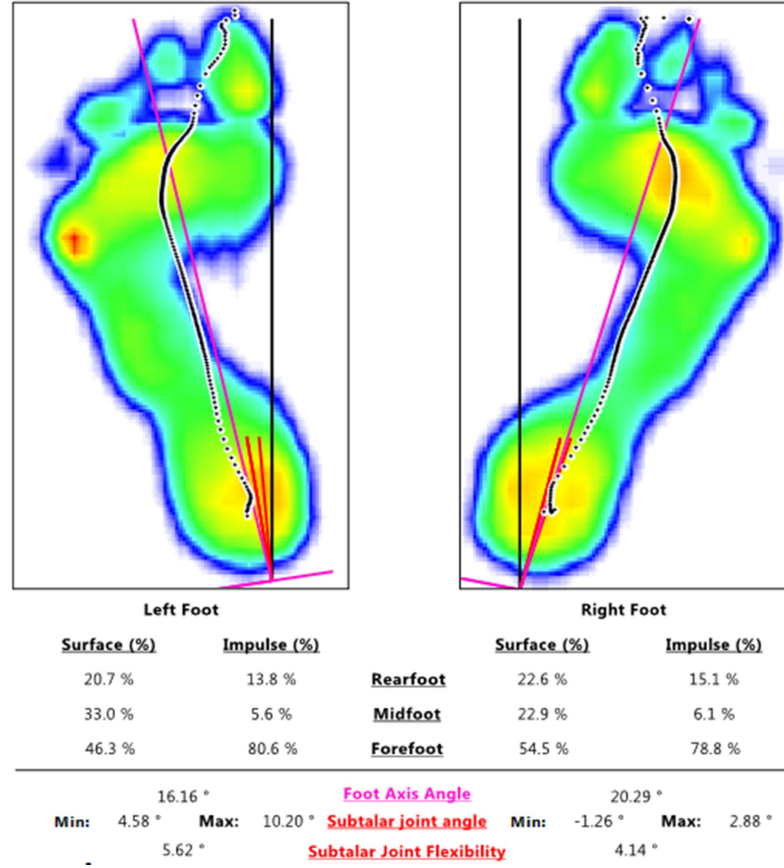 Left Foot Right Foot
Surface (%) Impulse (%) Surface (%) Impulse (%)
20.7 % 13.8 % Rearfoot 22.6 % 15.1 %
33.0 % 5.6 % Midfoot 22.9 % 6.1 %
46.3 % 80.6 % Forefoot 54.5 % 78.8 %
16.16 ° Foot Axis Angle 20.29 °
Min: 4.58 ° Max: 10.20 ° Subtalar joint angle Min: -1.26 ° Max: 2.88 °
5.62 ° Subtalar Joint Flexibility 4.14 °